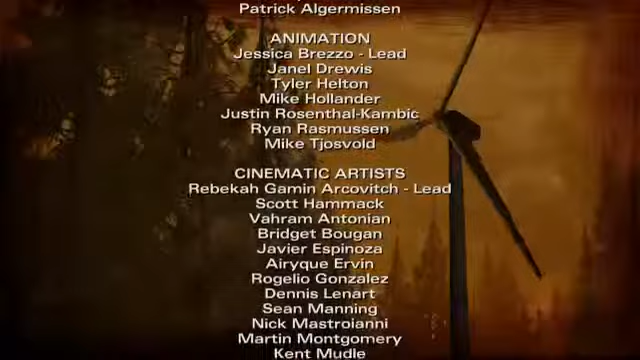 Patrick Algermissen
ANIMATION
Jessica Brezzo - Lead
Janel Drewis
Tyler Helton
Mike Hollander
Justin Rosenthal-Kambic
Ryan Rasmussen
Mike Tjosvold
CINEMATIC ARTISTS
Rebekah Gamin Arcovitch - Lead
Scott Hammack
Vahram Antonian
Bridget Bougan
Javier Espinoza
Airyque Ervin
Rogelio Gonzalez
Dennis Lenart
Sean Manning
Nick Mastroianni
Martin Montgomery
Kent Mudle